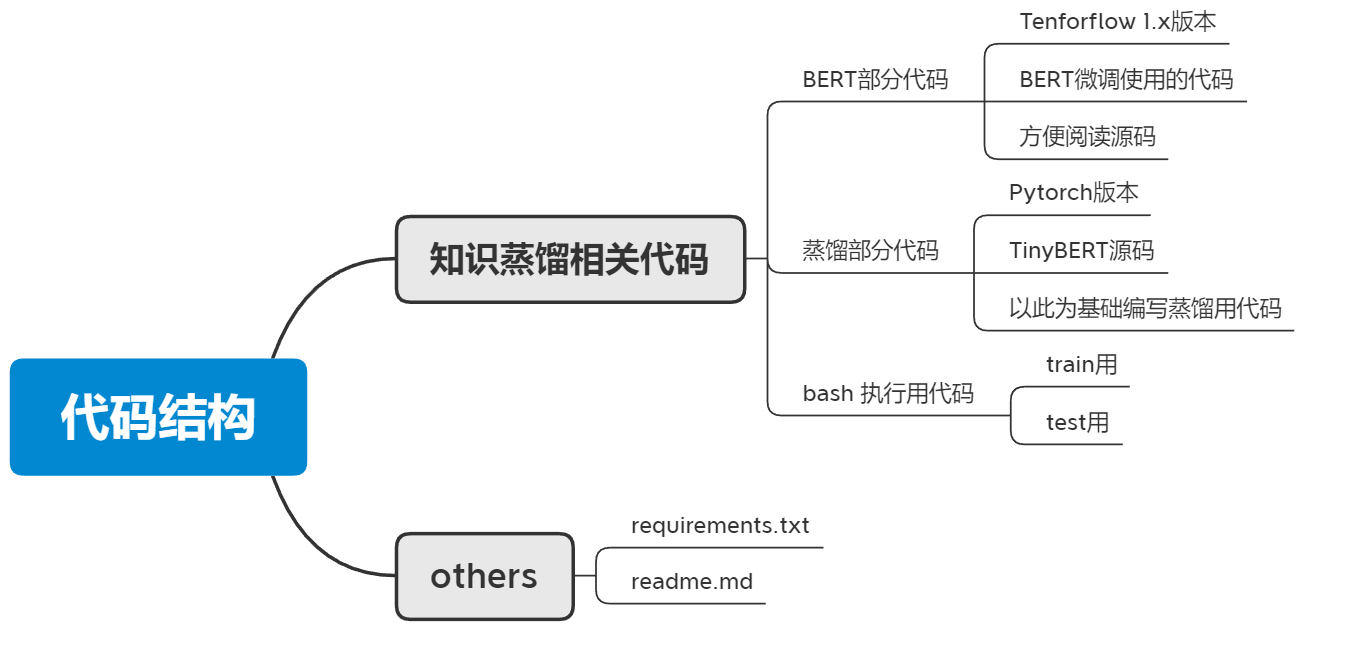 代码结构
知识蒸馏相关代码
BERT部分代码
Tenforflow 1.x版本
BERT微调使用的代码
方便阅读源码
蒸馏部分代码
Pytorch版本
TinyBERT源码
以此为基础编写蒸馏用代码
bash 执行用代码
train用
test用
others
requirements.txt
readme.md